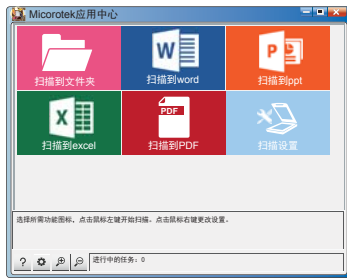 Micorotek应用中心
扫描到文件夹
扫描到word
扫描到ppt
扫描到excel
PDF
扫描到PDF
扫描设置
选择所需功能图标，点击鼠标左键开始扫描。点击鼠标右键更改设置。
进行中的任务：0